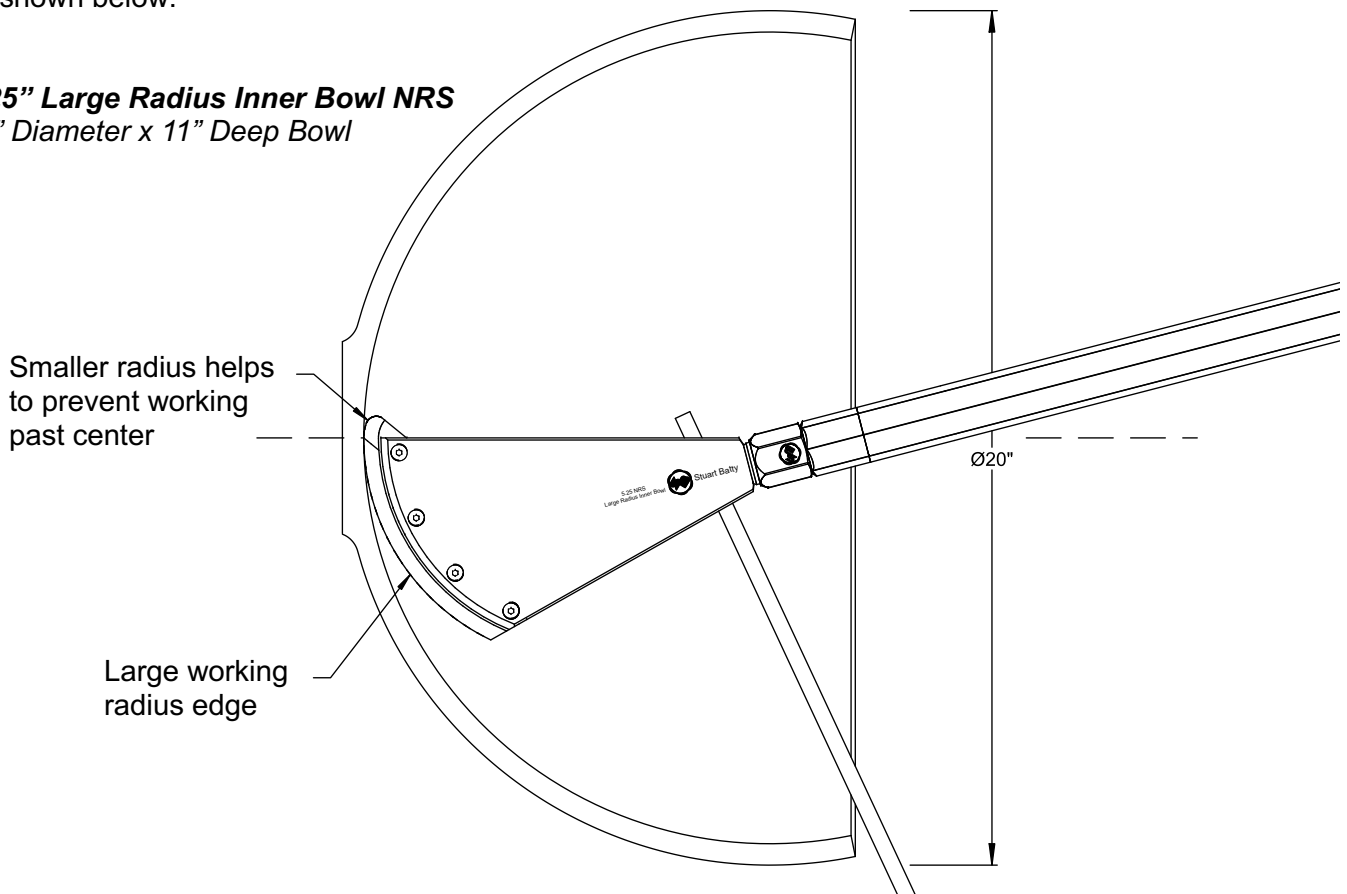 shown below.
25” Large Radius Inner Bowl NRS
” Diameter x 11” Deep Bowl
Smaller radius helps
to prevent working
past center
5.25 NRS
Large Radius Inner Bowl
Stuart Batty
Ø20"
Large working
radius edge